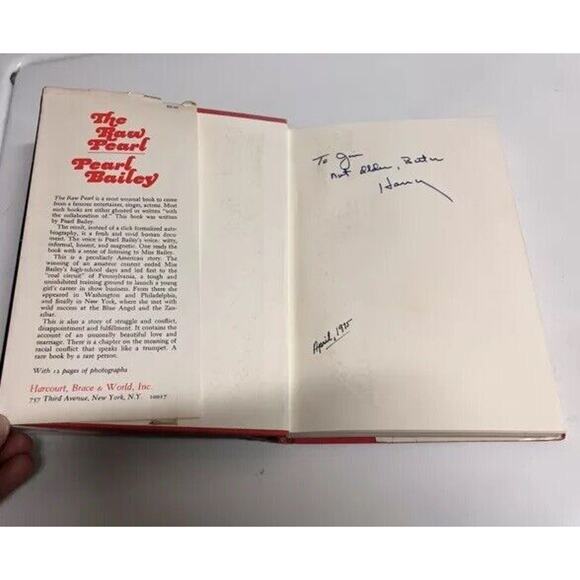 The
Raw
Pearl
Pearl
Bailey
The Raw Pearl is a most unusual book to come
from a famous entertainer, singer, actress. Most
such books are either ghosted or written "with
the collaboration of." This book was written
by Pearl Bailey.
The result, instead of a slick formalized auto-
biography, is a fresh and vivid human docu-
ment. The voice is Pearl Bailey's voice: witty,
informal, honest, and magnetic. One reads the
book with a sense of listening to Miss Bailey.
This is a peculiarly American story. The
winning of an amateur contest ended Miss
Bailey's high-school days and led first to the
"coal circuit" of Pennsylvania, a tough and
uninhibited training ground to launch a young
girl's career in show business. From there she
appeared in Washington and Philadelphia,
and finally in New York, where she met with
wild success at the Blue Angel and the Zan-
zibar.
This is also a story of struggle and conflict,
disappointment and fulfillment. It contains the
account of an unusually beautiful love and
marriage. There is a chapter on the meaning of
racial conflict that speaks like a trumpet. A
rare book by a rare person.
With 12 pages of photographs
Harcourt, Brace & World, Inc.
757 Third Avenue, New York, N.Y. 10017
To Jim
Not Older, Better
Harry
April, 1975